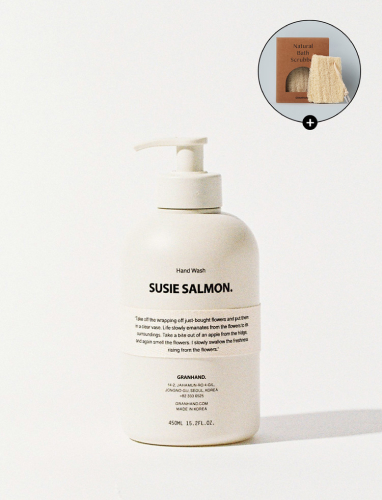 Natural
Bath
Scrubber
Hand Wash
SUSIE SALMON.
"Take off the wrapping off just-bought flowers and put them
in a clear vase. Life slowly emanates from the flowers to its
surroundings. Take a bite out of an apple from the fridge,
and again smell the flowers. I slowly swallow the freshness
rising from the flowers."
GRANHAND.
JONGNO-GU, SEOUL, KOREA
GRANHAND.COM
MADE IN KOREA
450ML 15.2FL.OZ.